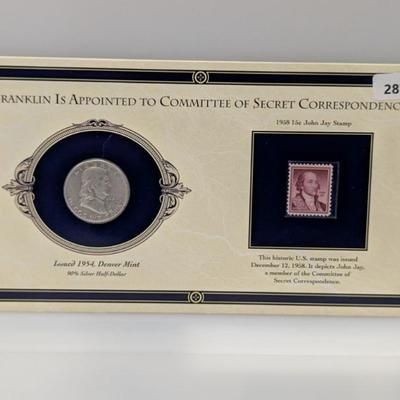 RANKLIN IS APPOINTED TO COMMITTEE OF SECRET CORRESPONDENC
28
1958 15¢ John Jay Stamp
Issued 1954, Denver Mint
90% Silver Half-Dollar
This historic U.S. stamp was issued
December 12, 1958. It depicts John Jay,
a member of the Committee of
Secret Correspondence.